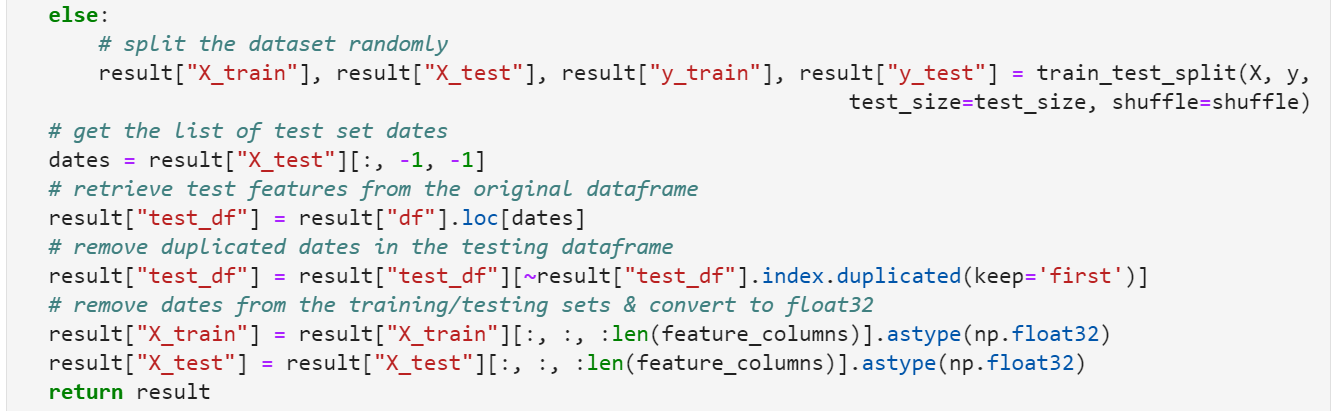 else:
# split the dataset randomly
result["X_train"], result["X_test"], result["y_train"], result["y_test"] = train_test_split(X, y,
test_size=test_size, shuffle=shuffle)
# get the list of test set dates
dates = result["X_test"][:, -1, -1]
# retrieve test features from the original dataframe
result["test_df"] = result["df"].loc[dates]
# remove duplicated dates in the testing dataframe
result["test_df"] = result["test_df"][~result["test_df"].index.duplicated(keep='first')]
# remove dates from the training/testing sets & convert to float32
result["X_train"] = result["X_train"][:, :, :len(feature_columns)].astype(np.float32)
result["X_test"] = result["X_test"][:, :, :len(feature_columns)].astype(np.float32)
return result